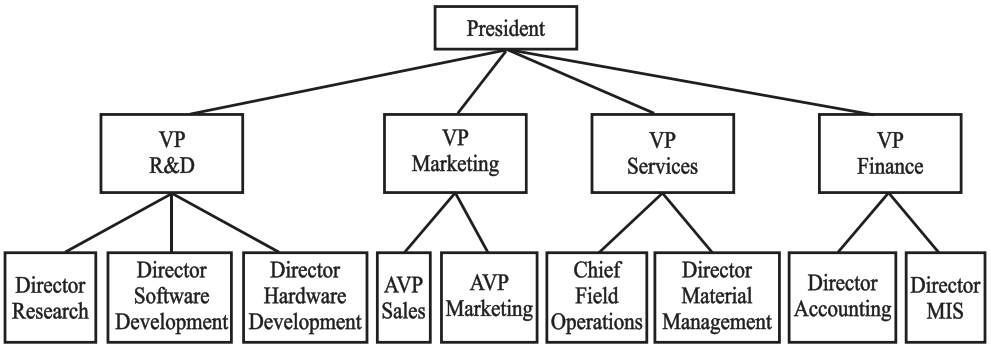 President
VP
R&D
VP
Marketing
VP
Services
VP
Finance
Director
Research
Director
Software
Development
Director
Hardware
Development
AVP
Sales
AVP
Marketing
Chief
Field
Operations
Director
Material
Management
Director
Accounting
Director
MIS